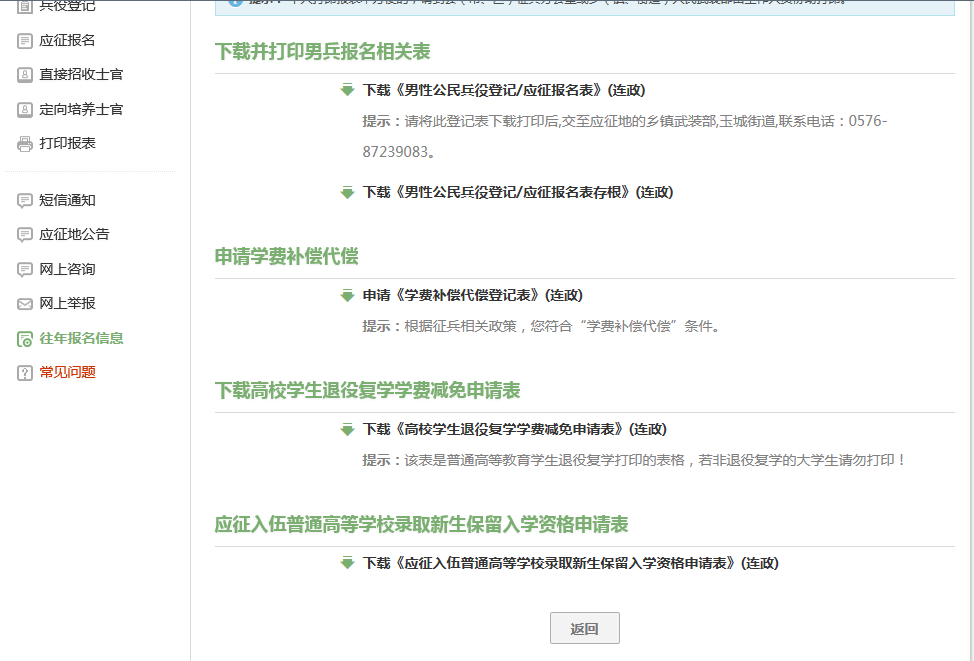 兵役登记
应征报名
直接招收士官
定向培养士官
打印报表
短信通知
应征地公告
网上咨询
网上举报
往年报名信息
常见问题
下载并打印男兵报名相关表
下载《男性公民兵役登记/应征报名表》(连政)
提示：请将此登记表下载打印后,交至应征地的乡镇武装部,玉城街道,联系电话：0576-
87239083。
下载《男性公民兵役登记/应征报名表存根》(连政)
申请学费补偿代偿
申请《学费补偿代偿登记表》(连政)
提示：根据征兵相关政策，您符合“学费补偿代偿”条件。
下载高校学生退役复学学费减免申请表
下载《高校学生退役复学学费减免申请表》(连政)
提示：该表是普通高等教育学生退役复学打印的表格，若非退役复学的大学生请勿打印！
应征入伍普通高等学校录取新生保留入学资格申请表
下载《应征入伍普通高等学校录取新生保留入学资格申请表》(连政)
返回